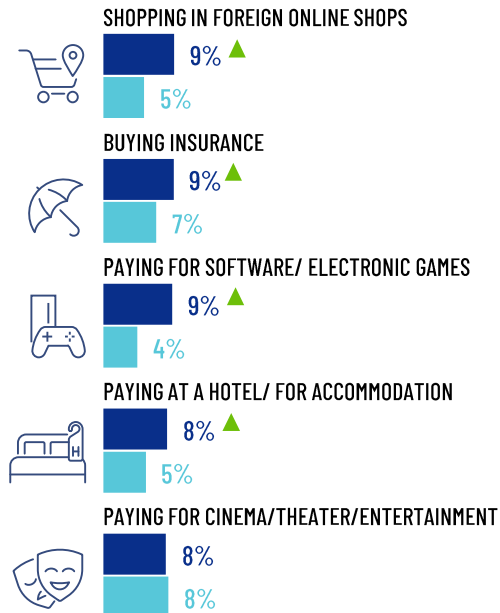 SHOPPING IN FOREIGN ONLINE SHOPS
9%
5%
BUYING INSURANCE
9%
7%
PAYING FOR SOFTWARE/ ELECTRONIC GAMES
9%
4%
PAYING AT A HOTEL/ FOR ACCOMMODATION
H
8%
5%
PAYING FOR CINEMA/THEATER/ENTERTAINMENT
8%
8%